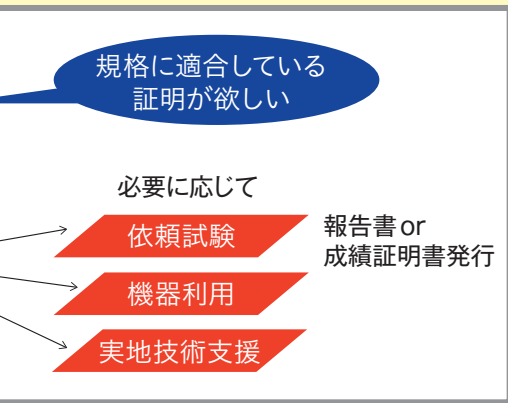 規格に適合している
証明が欲しい
必要に応じて
依頼試験
報告書or
成績証明書発行
機器利用
実地技術支援